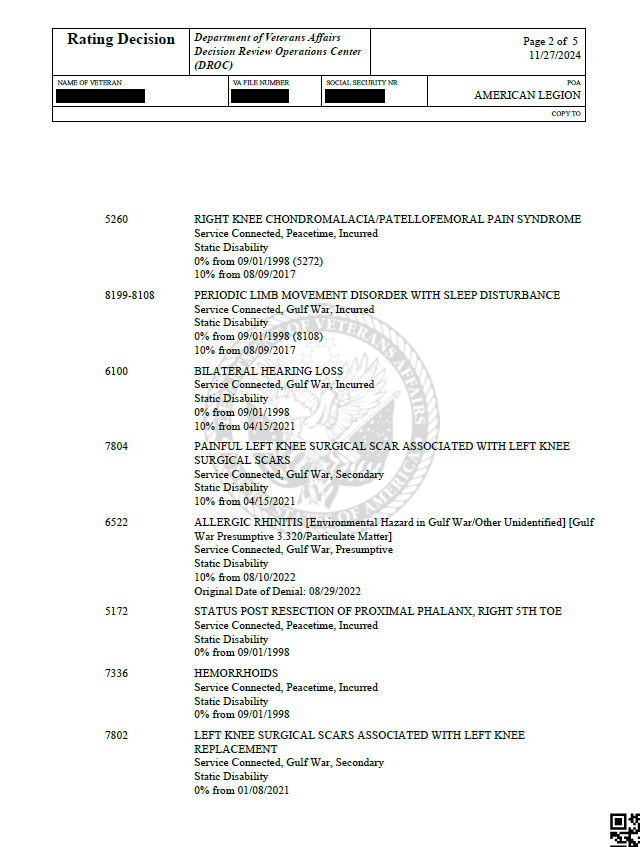 Rating Decision
Department of Veterans Affairs
Decision Review Operations Center
(DROC)
Page 2 of 5
11/27/2024
NAME OF VETERAN
VA FILE NUMBER
SOCIAL SECURITY NR
POA
AMERICAN LEGION
COPY TO
5260 RIGHT KNEE CHONDROMALACIA/PATELLOFEMORAL PAIN SYNDROME
Service Connected, Peacetime, Incurred
Static Disability
0% from 09/01/1998 (5272)
10% from 08/09/2017
8199-8108 PERIODIC LIMB MOVEMENT DISORDER WITH SLEEP DISTURBANCE
Service Connected, Gulf War, Incurred
Static Disability
0% from 09/01/1998 (8108)
10% from 08/09/2017
6100 BILATERAL HEARING LOSS
Service Connected, Gulf War, Incurred
Static Disability
0% from 09/01/1998
10% from 04/15/2021
7804 PAINFUL LEFT KNEE SURGICAL SCAR ASSOCIATED WITH LEFT KNEE
SURGICAL SCARS
Service Connected, Gulf War, Secondary
Static Disability
10% from 04/15/2021
6522 ALLERGIC RHINITIS [Environmental Hazard in Gulf War/Other Unidentified] [Gulf
War Presumptive 3.320/Particulate Matter]
Service Connected, Gulf War, Presumptive
Static Disability
10% from 08/10/2022
Original Date of Denial: 08/29/2022
5172 STATUS POST RESECTION OF PROXIMAL PHALANX, RIGHT 5TH TOE
Service Connected, Peacetime, Incurred
Static Disability
0% from 09/01/1998
7336 HEMORRHOIDS
Service Connected, Peacetime, Incurred
Static Disability
0% from 09/01/1998
7802 LEFT KNEE SURGICAL SCARS ASSOCIATED WITH LEFT KNEE
REPLACEMENT
Service Connected, Gulf War, Secondary
Static Disability
0% from 01/08/2021